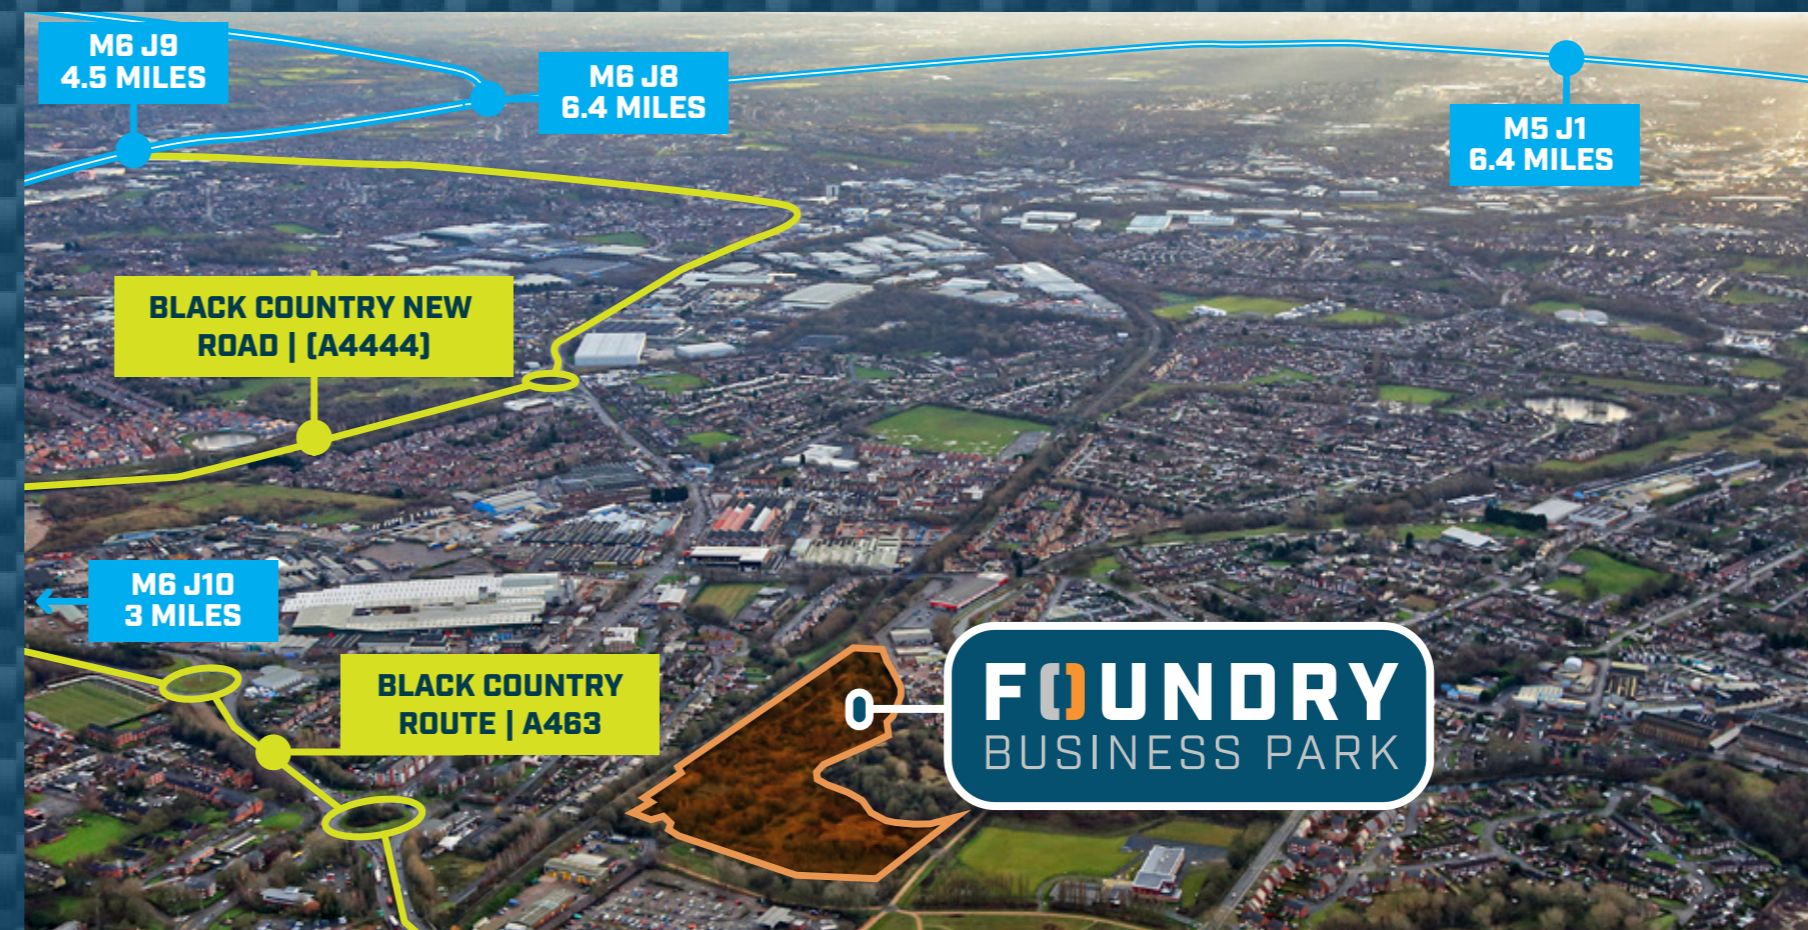 M6 J9
4.5 MILES
M6 J8
6.4 MILES
M5 J1
6.4 MILES
BLACK COUNTRY NEW
ROAD | (A4444)
M6 J10
3 MILES
BLACK COUNTRY
ROUTE | A463
FOUNDRY
BUSINESS PARK